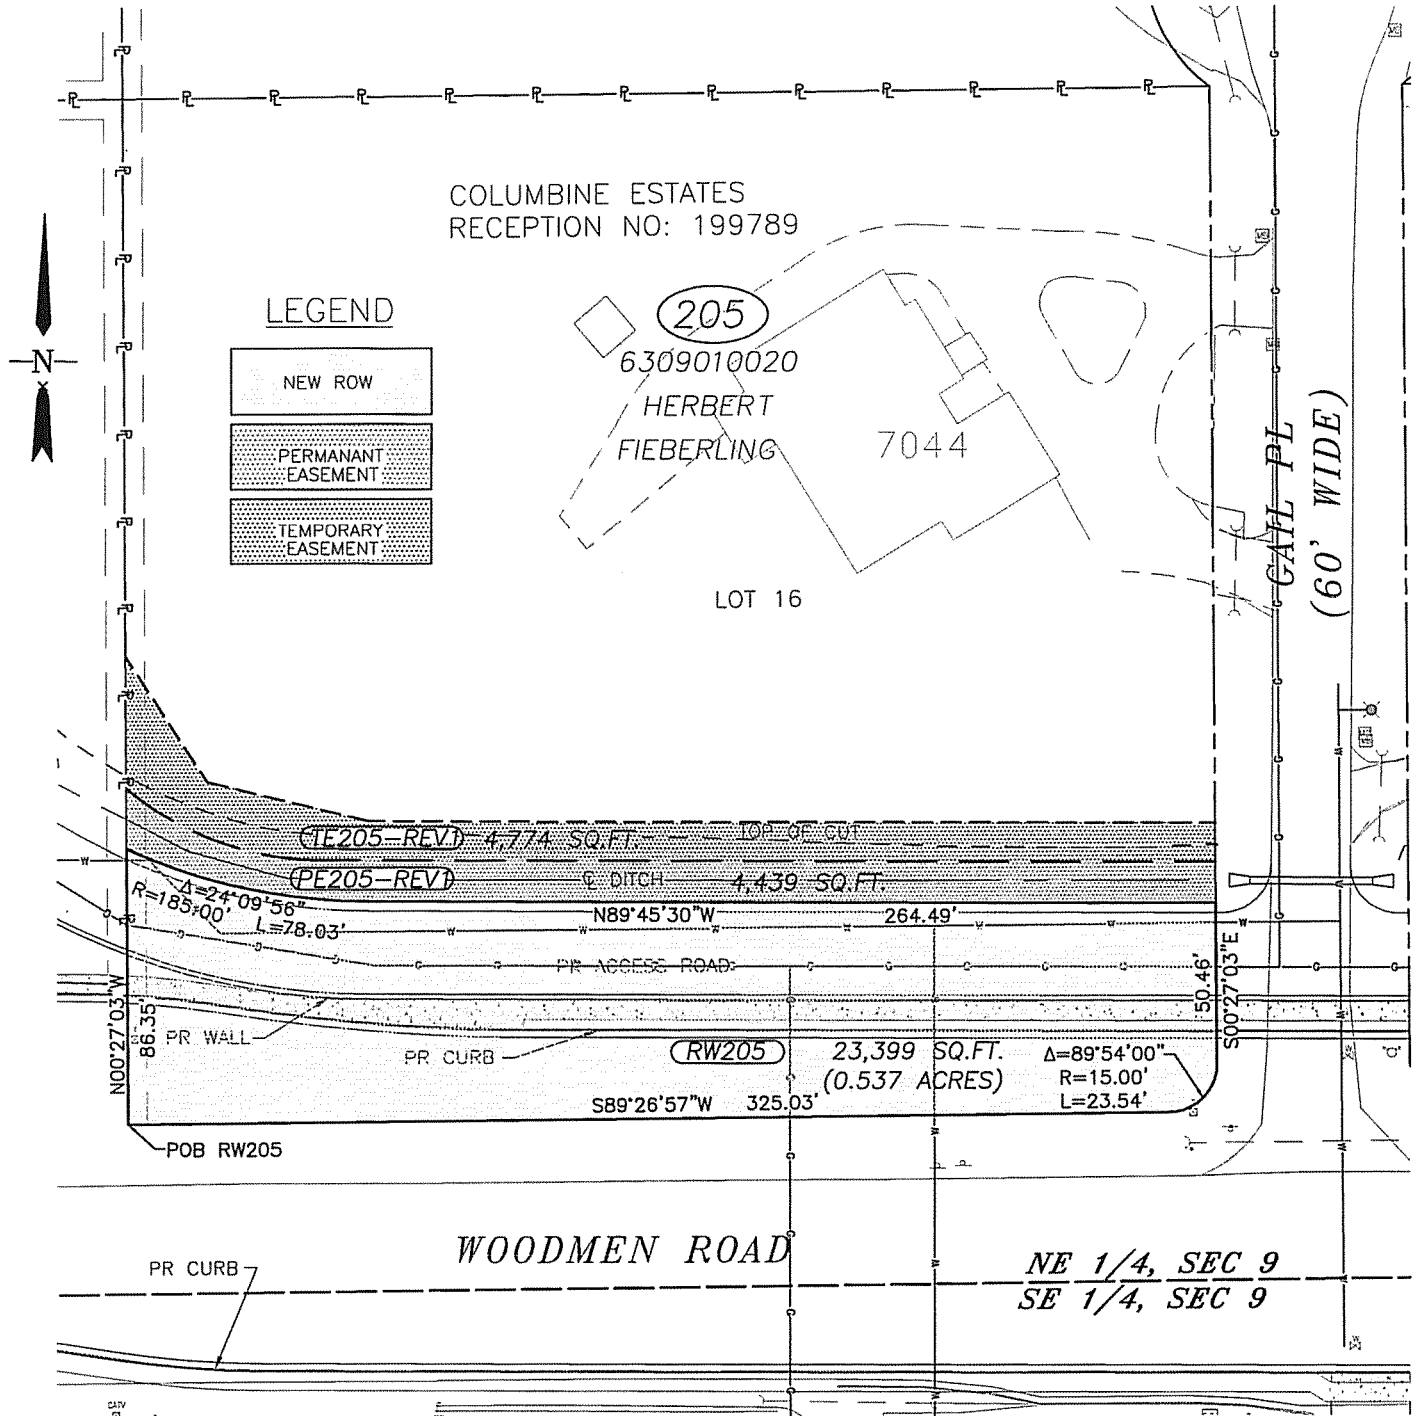 COLUMBINE ESTATES
RECEPTION NO: 199789
LEGEND
NEW ROW
PERMANANT
EASEMENT
TEMPORARY
EASEMENT
N
205
6309010020
HERBERT
FIEBERLING
7044
LOT 16
GAIL PL
(60' WIDE)
TE205-REV1 4,774 SQ.FT. TOP OF CUT
PE205-REV1 ℄ DITCH 4,439 SQ.FT.
Δ=24°09'56"
R=185.00'
L=78.03'
N89°45'30"W 264.49'
PR ACCESS ROAD
50.46'
S00°27'03"E
N00°27'03"W
86.35'
PR WALL
PR CURB
RW205 23,399 SQ.FT.
(0.537 ACRES)
Δ=89°54'00"
R=15.00'
L=23.54'
S89°26'57"W 325.03'
POB RW205
WOODMEN ROAD
NE 1/4, SEC 9
SE 1/4, SEC 9
PR CURB
CATV